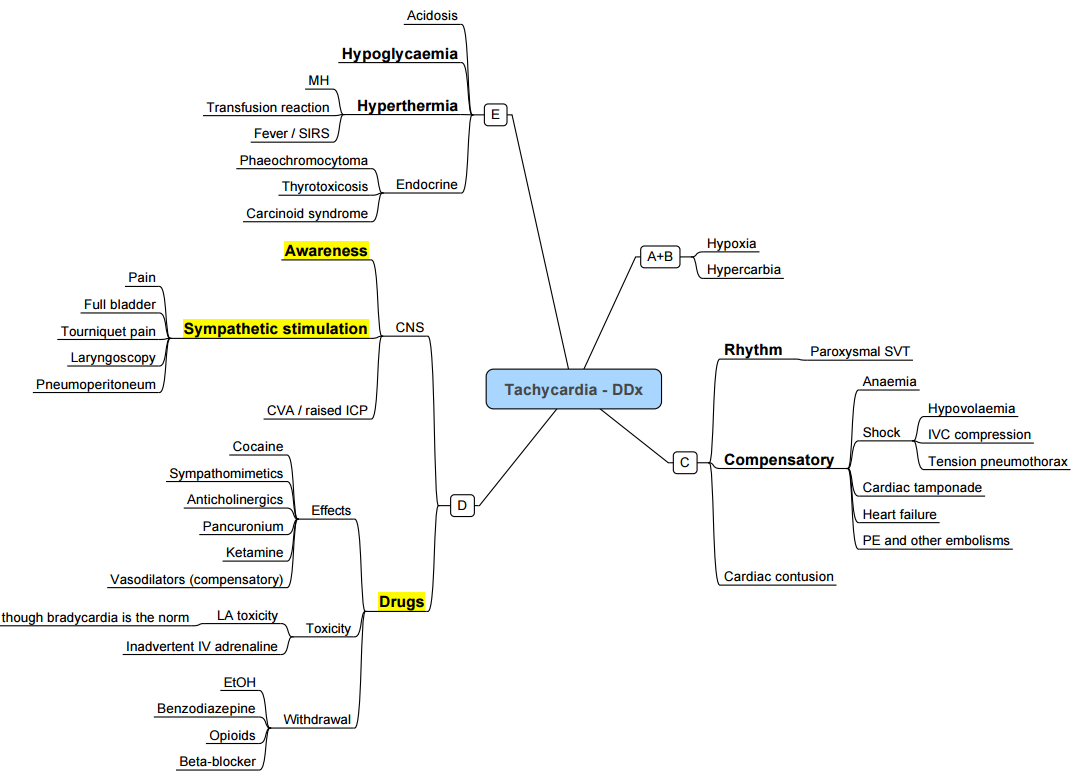 Tachycardia - DDx
A+B
Hypoxia
Hypercarbia
C
Rhythm
Paroxysmal SVT
Compensatory
Anaemia
Shock
Hypovolaemia
IVC compression
Tension pneumothorax
Cardiac tamponade
Heart failure
PE and other embolisms
Cardiac contusion
D
CNS
Awareness
Sympathetic stimulation
Pain
Full bladder
Tourniquet pain
Laryngoscopy
Pneumoperitoneum
CVA / raised ICP
Drugs
Effects
Cocaine
Sympathomimetics
Anticholinergics
Pancuronium
Ketamine
Vasodilators (compensatory)
Toxicity
LA toxicity
though bradycardia is the norm
Inadvertent IV adrenaline
Withdrawal
EtOH
Benzodiazepine
Opioids
Beta-blocker
E
Acidosis
Hypoglycaemia
Hyperthermia
MH
Transfusion reaction
Fever / SIRS
Endocrine
Phaeochromocytoma
Thyrotoxicosis
Carcinoid syndrome